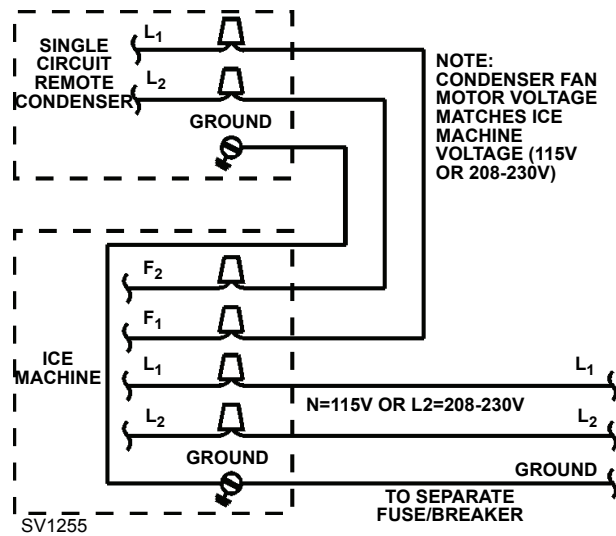 SINGLE
CIRCUIT
REMOTE
CONDENSER
L1
L2
GROUND
NOTE:
CONDENSER FAN
MOTOR VOLTAGE
MATCHES ICE
MACHINE
VOLTAGE (115V
OR 208-230V)
ICE
MACHINE
F2
F1
L1
L2
GROUND
N=115V OR L2=208-230V
L1
L2
GROUND
TO SEPARATE
FUSE/BREAKER
SV1255